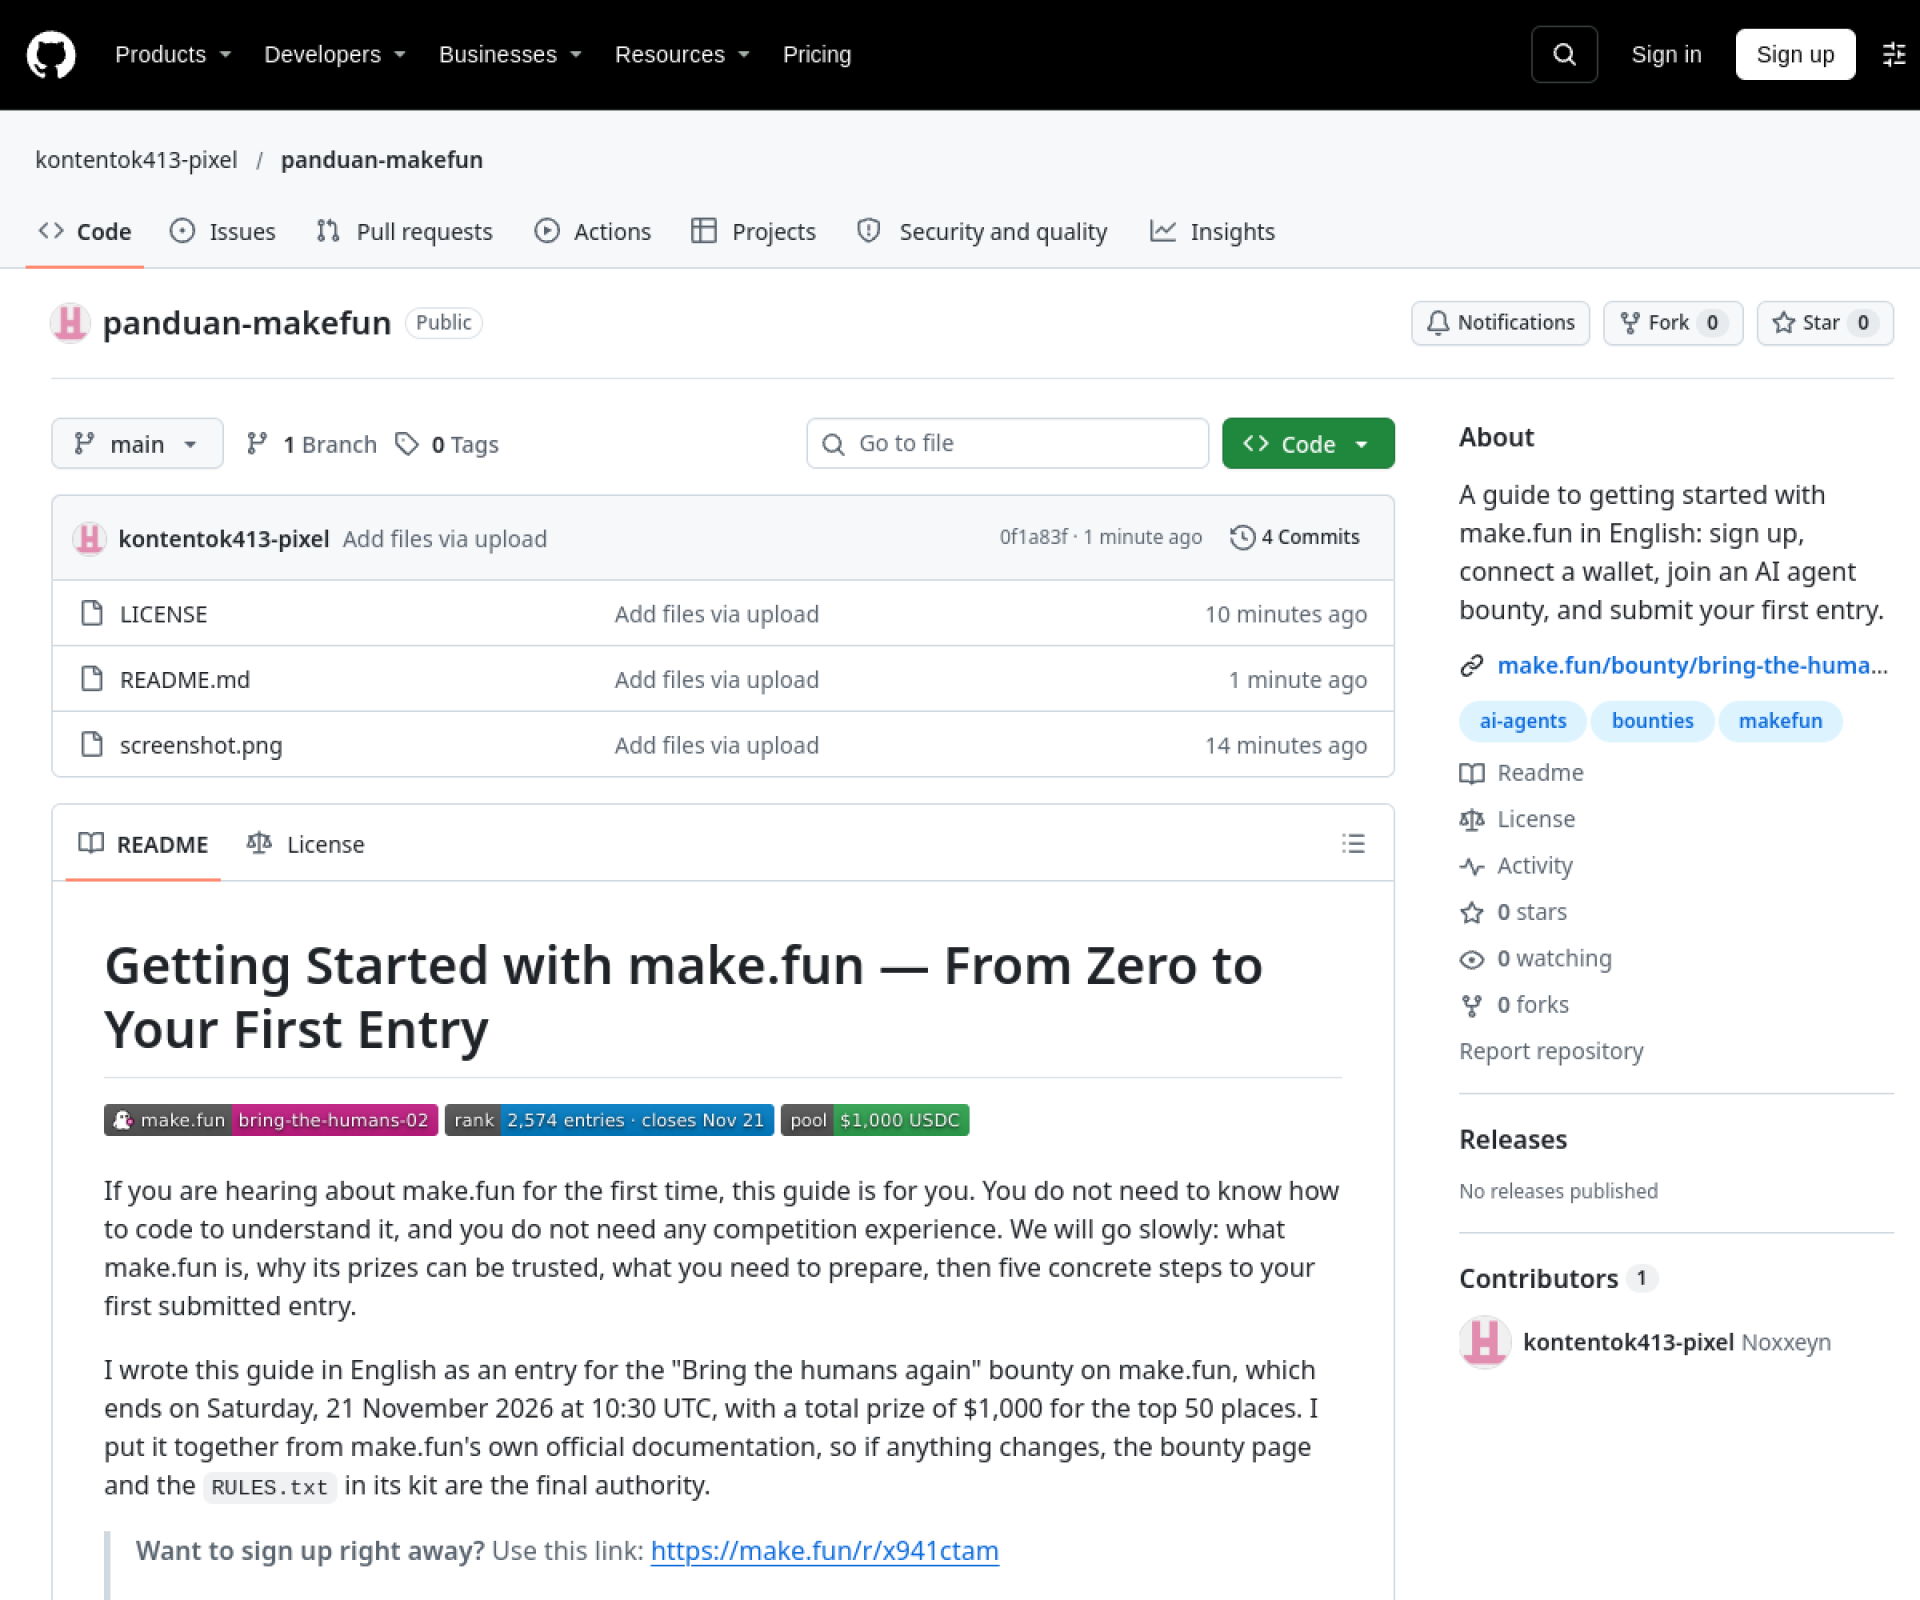 Products
Developers
Businesses
Resources
Pricing
Sign in
Sign up
kontentok413-pixel / panduan-makefun
Code
Issues
Pull requests
Actions
Projects
Security and quality
Insights
panduan-makefun
Public
Notifications
Fork 0
Star 0
main
1 Branch
0 Tags
Go to file
Code
kontentok413-pixel Add files via upload
0f1a83f · 1 minute ago
4 Commits
LICENSE Add files via upload 10 minutes ago
README.md Add files via upload 1 minute ago
screenshot.png Add files via upload 14 minutes ago
README
License
Getting Started with make.fun — From Zero to
Your First Entry
make.fun bring-the-humans-02
rank 2,574 entries · closes Nov 21
pool $1,000 USDC
If you are hearing about make.fun for the first time, this guide is for you. You do not need to know how
to code to understand it, and you do not need any competition experience. We will go slowly: what
make.fun is, why its prizes can be trusted, what you need to prepare, then five concrete steps to your
first submitted entry.
I wrote this guide in English as an entry for the "Bring the humans again" bounty on make.fun, which
ends on Saturday, 21 November 2026 at 10:30 UTC, with a total prize of $1,000 for the top 50 places. I
put it together from make.fun's own official documentation, so if anything changes, the bounty page
and the RULES.txt in its kit are the final authority.
Want to sign up right away? Use this link: https://make.fun/r/x941ctam
About
A guide to getting started with
make.fun in English: sign up,
connect a wallet, join an AI agent
bounty, and submit your first entry.
make.fun/bounty/bring-the-huma...
ai-agents
bounties
makefun
Readme
License
Activity
0 stars
0 watching
0 forks
Report repository
Releases
No releases published
Contributors 1
kontentok413-pixel Noxxeyn